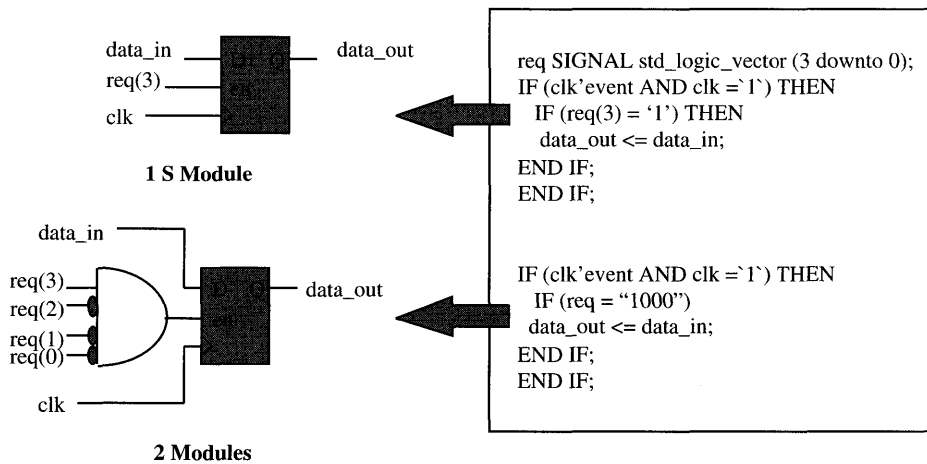 data_in
req(3)
clk
D
Q
en
data_out
1 S Module
req SIGNAL std_logic_vector (3 downto 0);
IF (clk’event AND clk =`1`) THEN
IF (req(3) = ‘1’) THEN
data_out <= data_in;
END IF;
END IF;
data_in
req(3)
req(2)
req(1)
req(0)
clk
D
Q
en
data_out
2 Modules
IF (clk’event AND clk =`1`) THEN
IF (req = “1000”)
data_out <= data_in;
END IF;
END IF;